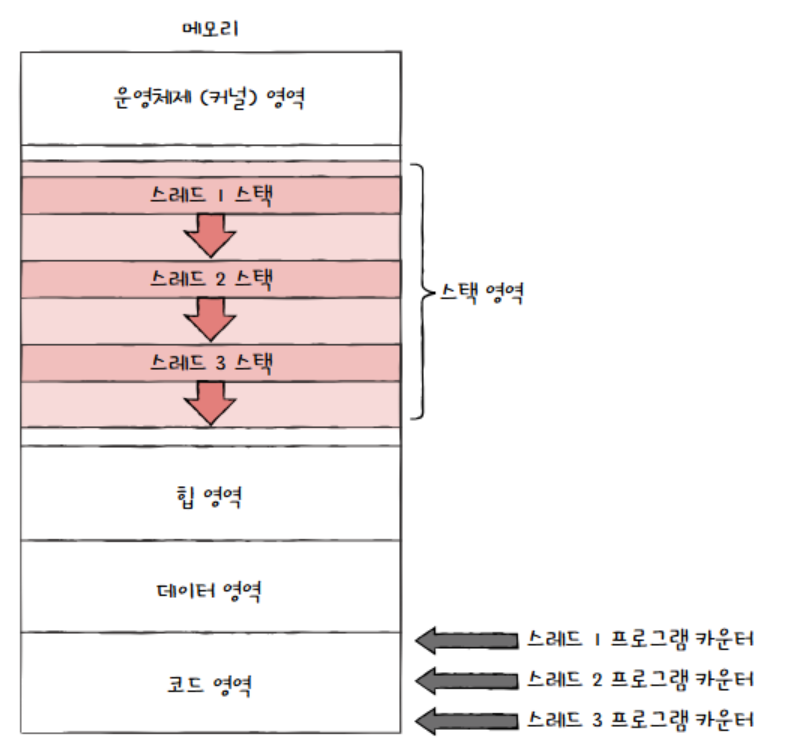 메모리
운영체제 (커널) 영역
스레드 1 스택
스레드 2 스택
스택 영역
스레드 3 스택
힙 영역
데이터 영역
스레드 1 프로그램 카운터
코드 영역
스레드 2 프로그램 카운터
스레드 3 프로그램 카운터